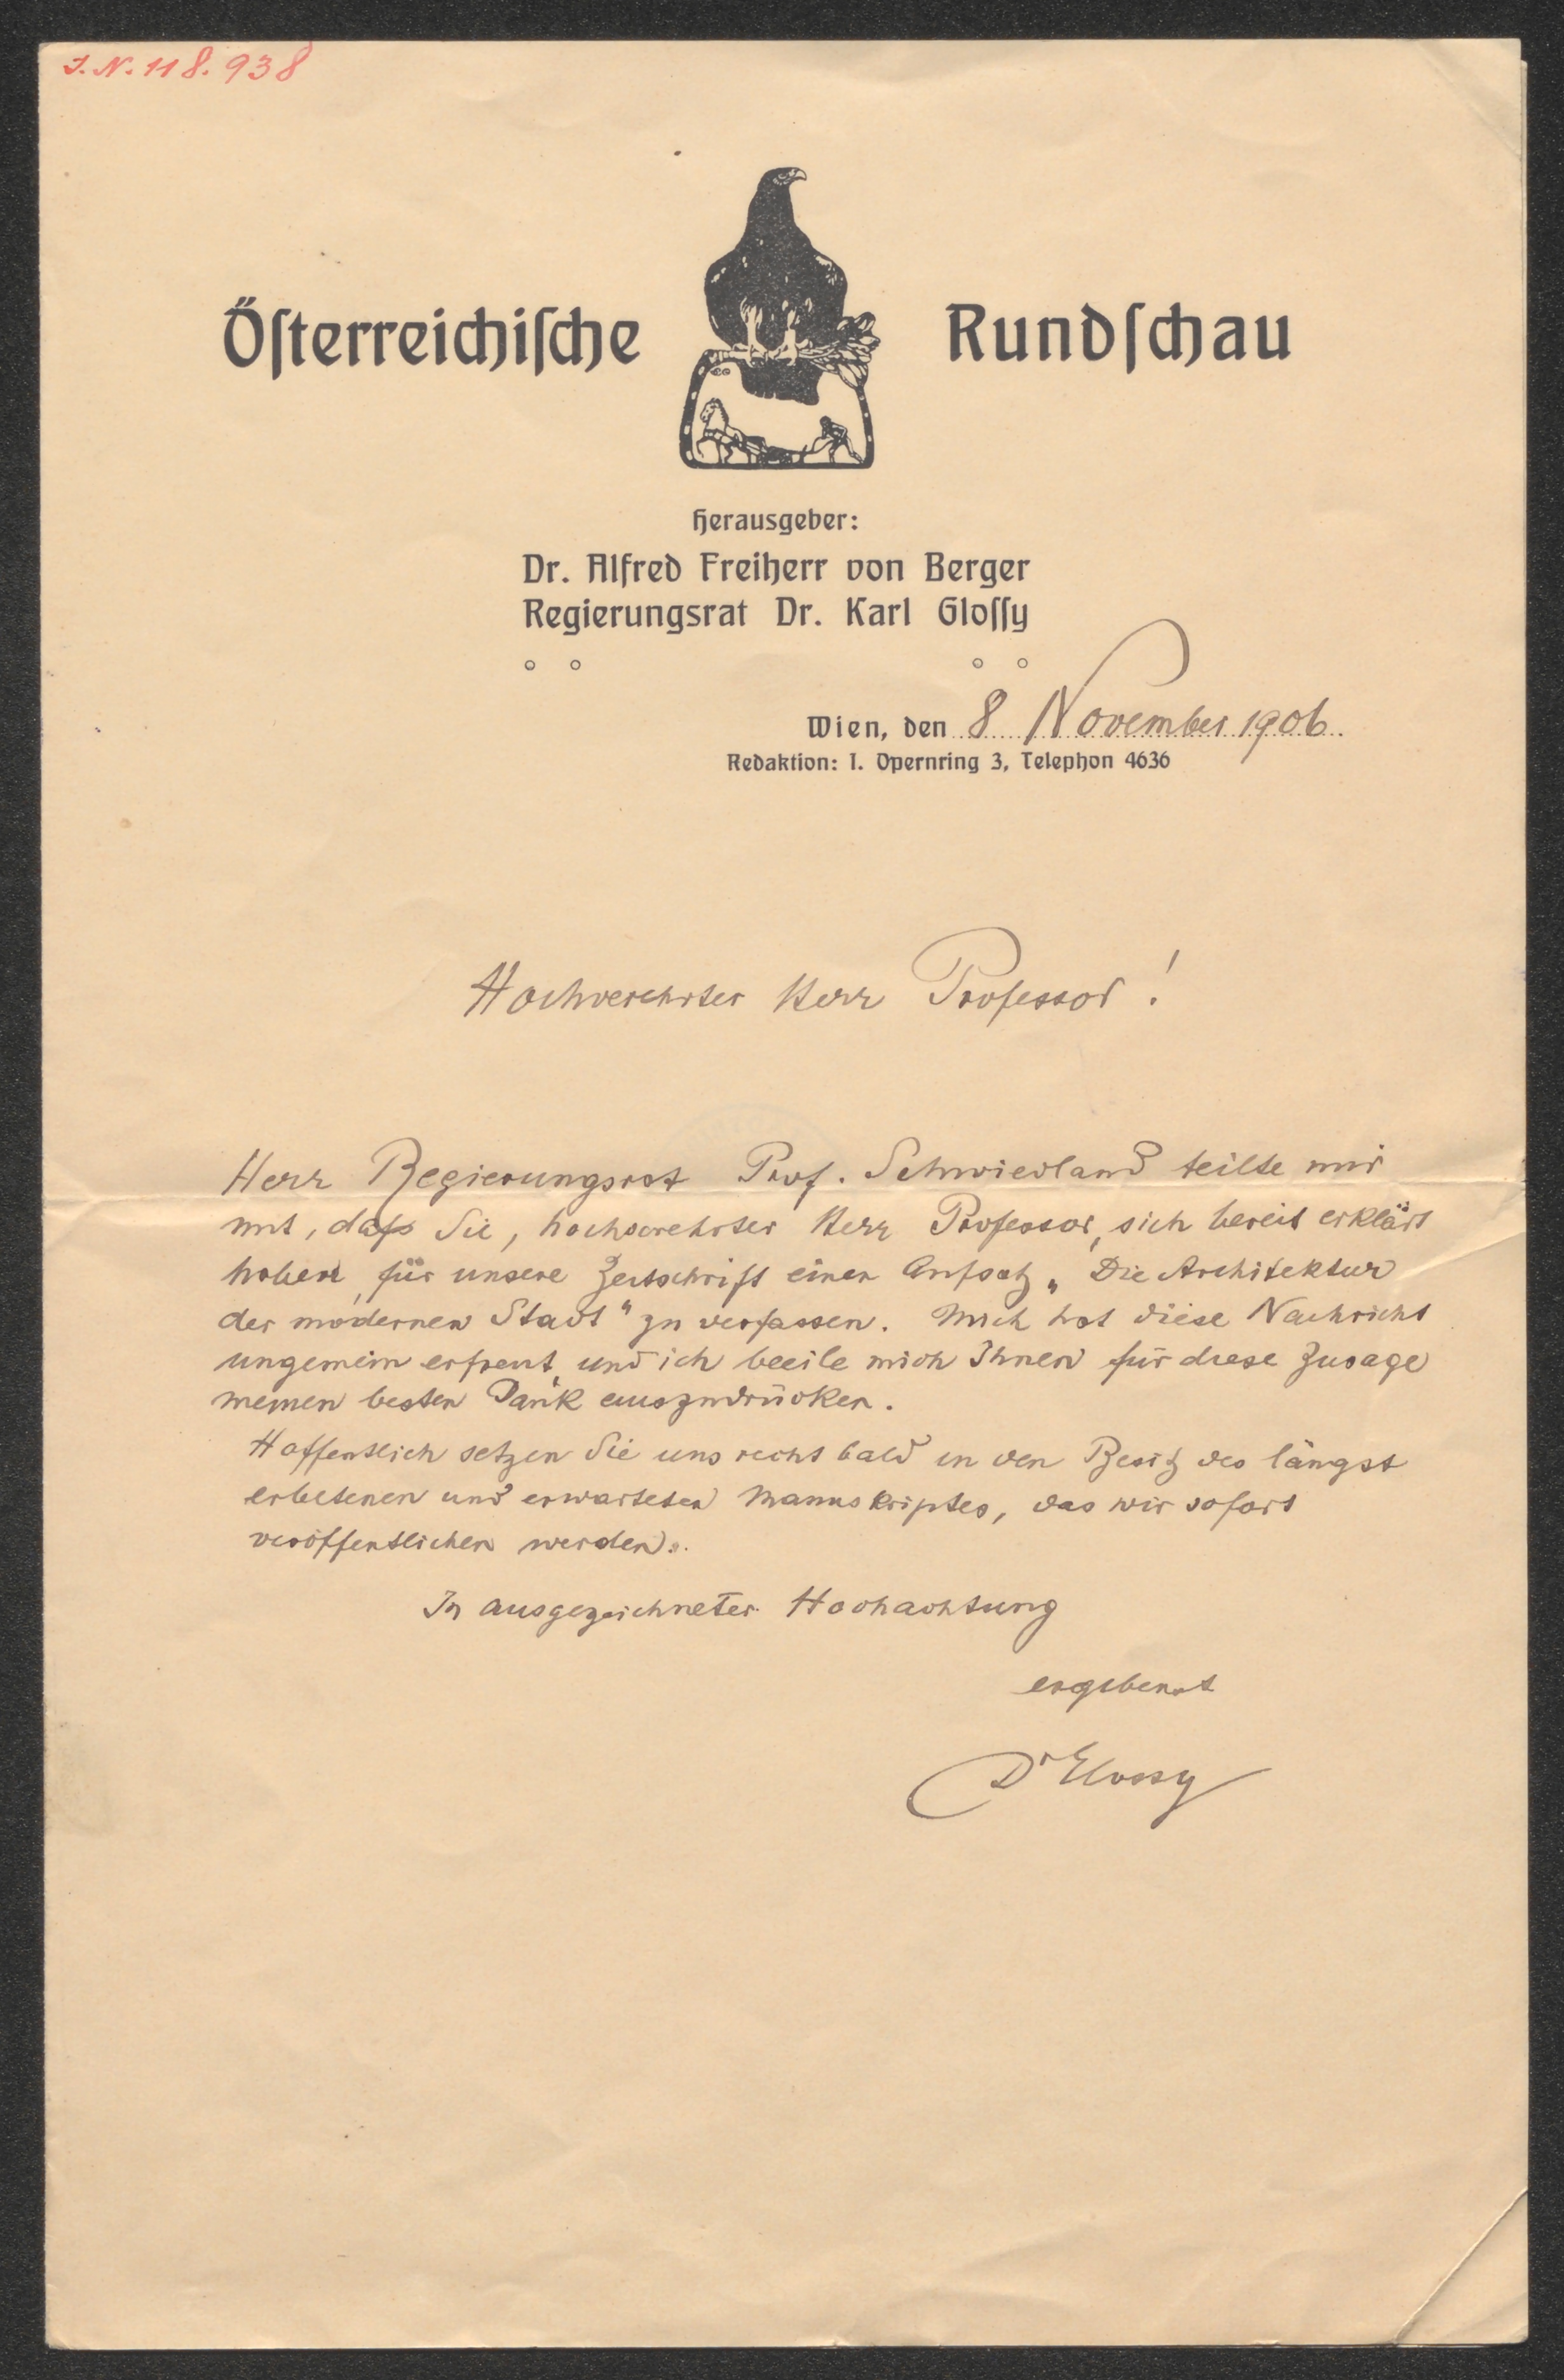 J. N. 118.938
Österreichische Rundschau
Herausgeber:
Dr. Alfred Freiherr von Berger
Regierungsrat Dr. Karl Glossy
Wien, den 8 November 1906.
Redaktion: I. Opernring 3, Telephon 4636
Hochverehrter Herr Professor!
Herr Regierungsrat Prof. Schwiedland teilte mir
mit, daß Sie, hochverehrter Herr Professor, sich bereit erklärt
haben, für unsere Zeitschrift einen Aufsatz „Die Architektur
der modernen Stadt" zu verfassen. Mich hat diese Nachricht
ungemein erfreut, und ich beeile mich Ihnen für diese Zusage
meinen besten Dank auszudrücken.
Hoffentlich setzen Sie uns recht bald in den Besitz des längst
erbetenen und erwarteten Manuskriptes, das wir sofort
veröffentlichen werden.
In ausgezeichneter Hochachtung
ergebenst
Dr Glossy